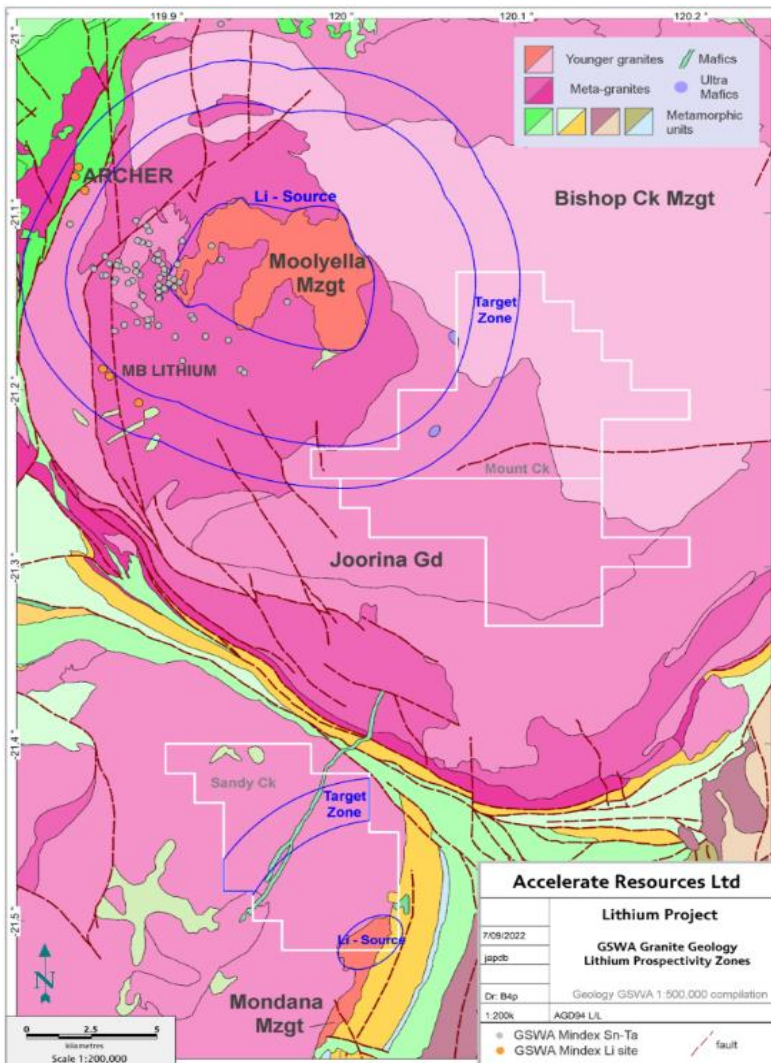 119.9 °
120.0 °
120.1 °
120.2 °
-21 °
-21.1 °
-21.2 °
-21.3 °
-21.4 °
-21.5 °
Younger granites
Mafics
Meta-granites
Ultra
Mafics
Metamorphic
units
ARCHER
Li - Source
Bishop Ck Mzgt
Moolyella
Mzgt
Target
Zone
MB LITHIUM
Mount Ck
Joorina Gd
Sandy Ck
Target
Zone
Li - Source
Mondana
Mzgt
N
0 2.5 5
kilometres
Scale 1:200,000
Accelerate Resources Ltd
Lithium Project
7/09/2022
GSWA Granite Geology
Lithium Prospectivity Zones
japdb
Dr: B4p
Geology GSWA 1:500,000 compilation
1:200k
AGD94 L/L
GSWA Mindex Sn-Ta
GSWA Mindex Li site
fault